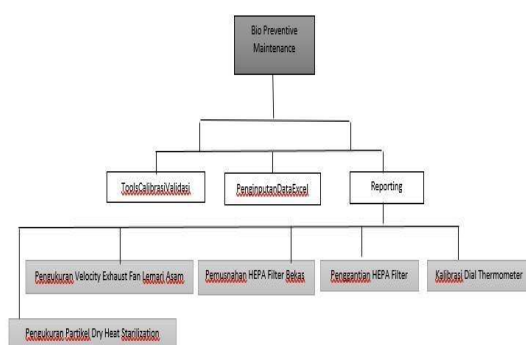 Bio Preventive
Maintenance
ToolsCalibrasiValidasi
PenginputanDataExcel
Reporting
Pengukuran Velocity Exhaust Fan Lemari Asam
Pemusnahan HEPA Filter Bekas
Penggantian HEPA Filter
Kalibrasi Dial Thermometer
Pengukuran Partikel Dry Heat Starilization